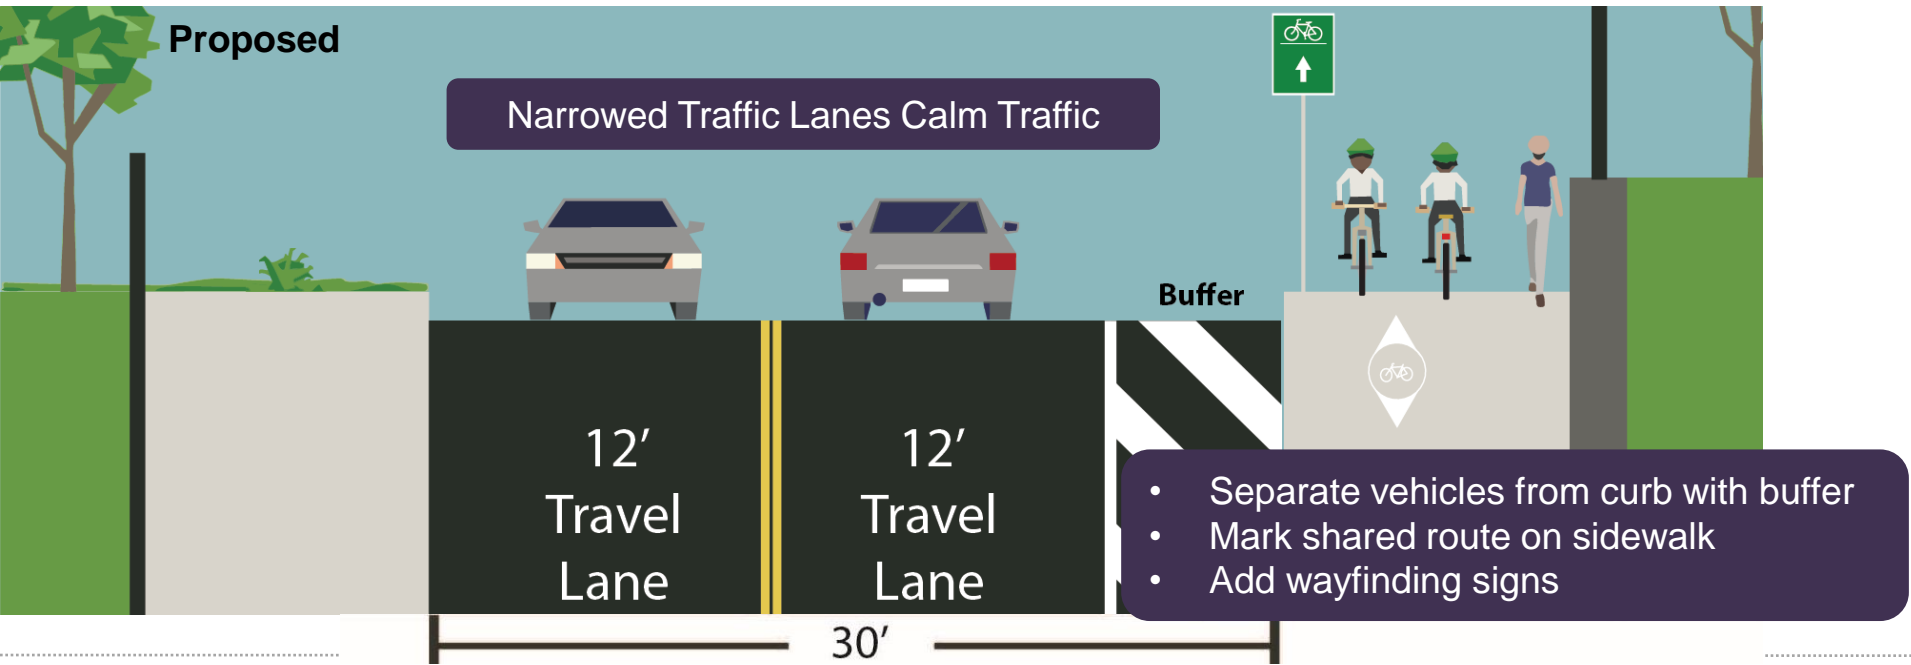 Proposed
Narrowed Traffic Lanes Calm Traffic
Buffer
12’
Travel
Lane
12’
Travel
Lane
• Separate vehicles from curb with buffer
• Mark shared route on sidewalk
• Add wayfinding signs
30’